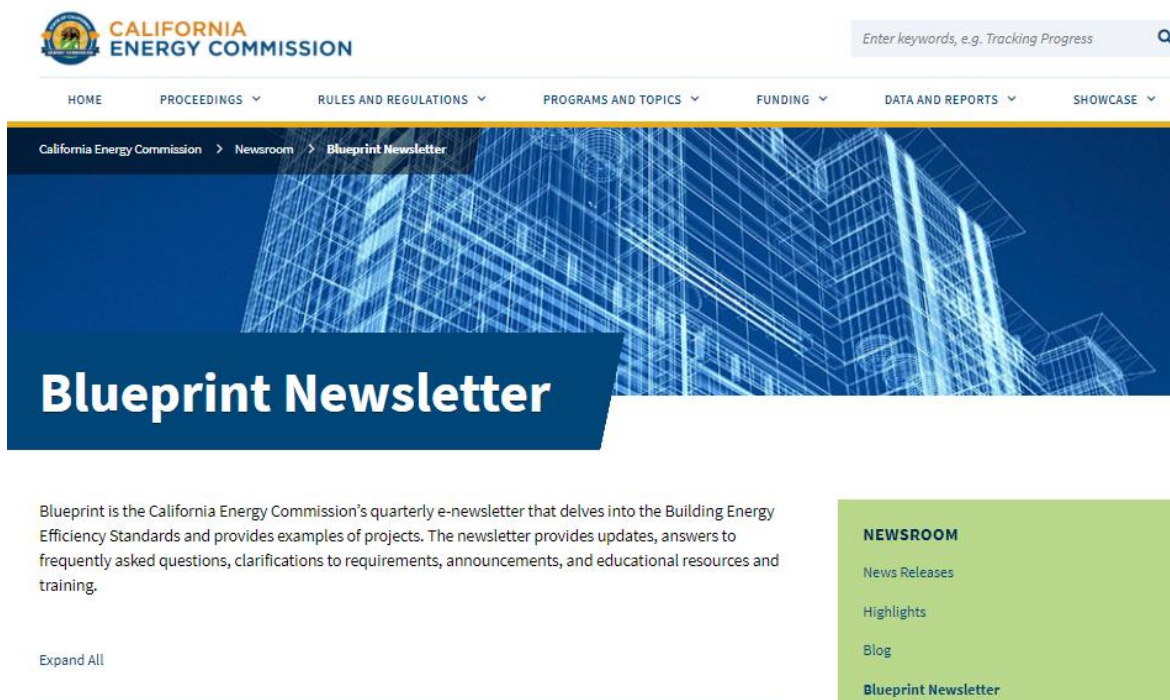 CALIFORNIA
ENERGY COMMISSION
Enter keywords, e.g. Tracking Progress
HOME PROCEEDINGS RULES AND REGULATIONS PROGRAMS AND TOPICS FUNDING DATA AND REPORTS SHOWCASE
California Energy Commission > Newsroom > Blueprint Newsletter
Blueprint Newsletter
Blueprint is the California Energy Commission's quarterly e-newsletter that delves into the Building Energy
Efficiency Standards and provides examples of projects. The newsletter provides updates, answers to
frequently asked questions, clarifications to requirements, announcements, and educational resources and
training.
Expand All
NEWSROOM
News Releases
Highlights
Blog
Blueprint Newsletter